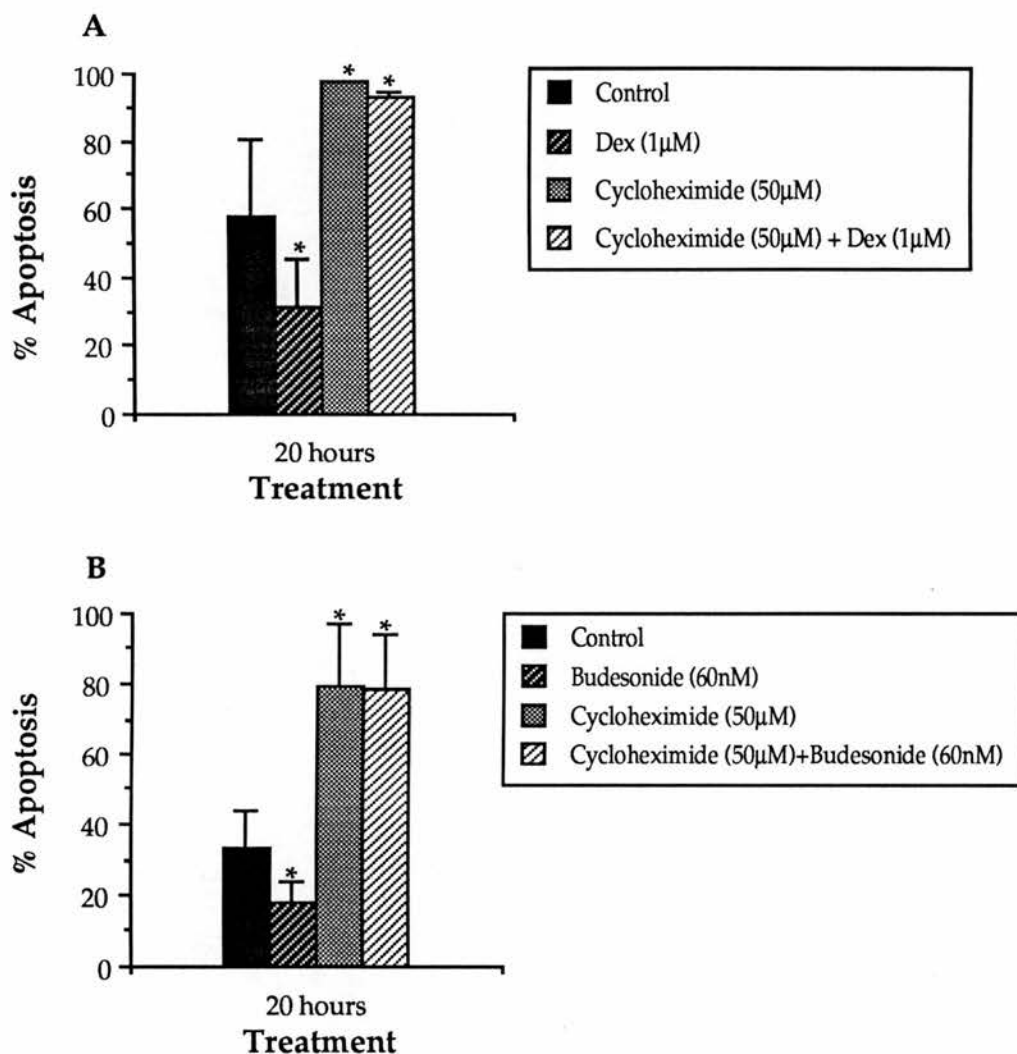 A
100
80
60
40
20
0
% Apoptosis
* * *
20 hours
Treatment
Control
Dex (1µM)
Cycloheximide (50µM)
Cycloheximide (50µM) + Dex (1µM)
B
100
80
60
40
20
0
% Apoptosis
* * *
20 hours
Treatment
Control
Budesonide (60nM)
Cycloheximide (50µM)
Cycloheximide (50µM)+Budesonide (60nM)